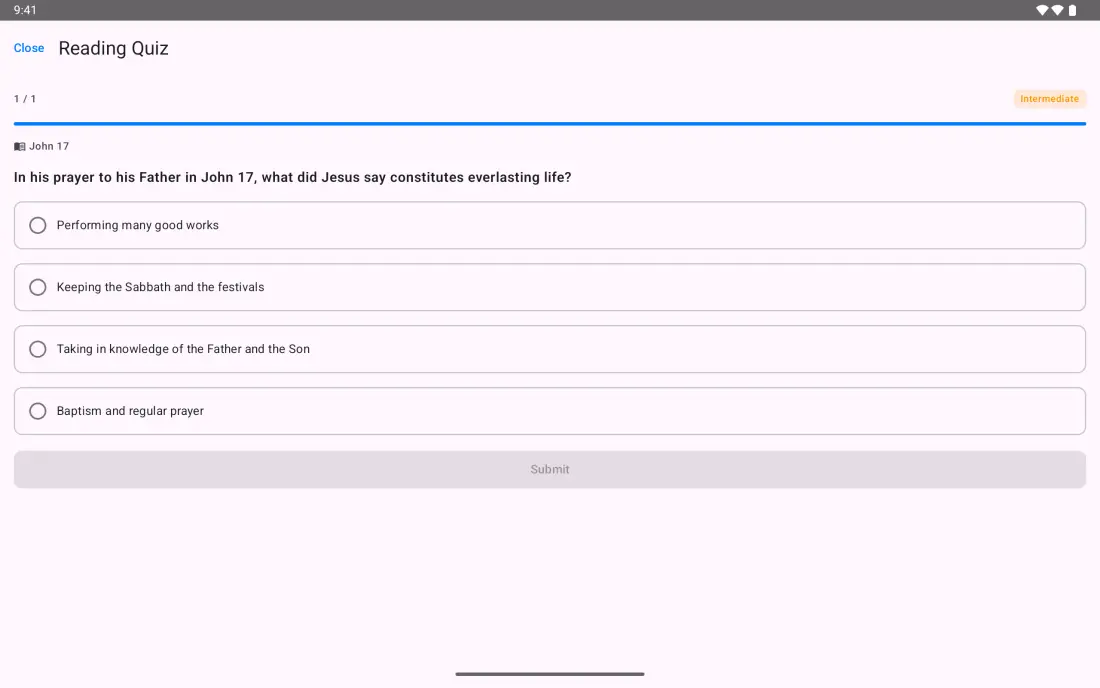 9:41
Close Reading Quiz
1 / 1 Intermediate
John 17
In his prayer to his Father in John 17, what did Jesus say constitutes everlasting life?
Performing many good works
Keeping the Sabbath and the festivals
Taking in knowledge of the Father and the Son
Baptism and regular prayer
Submit